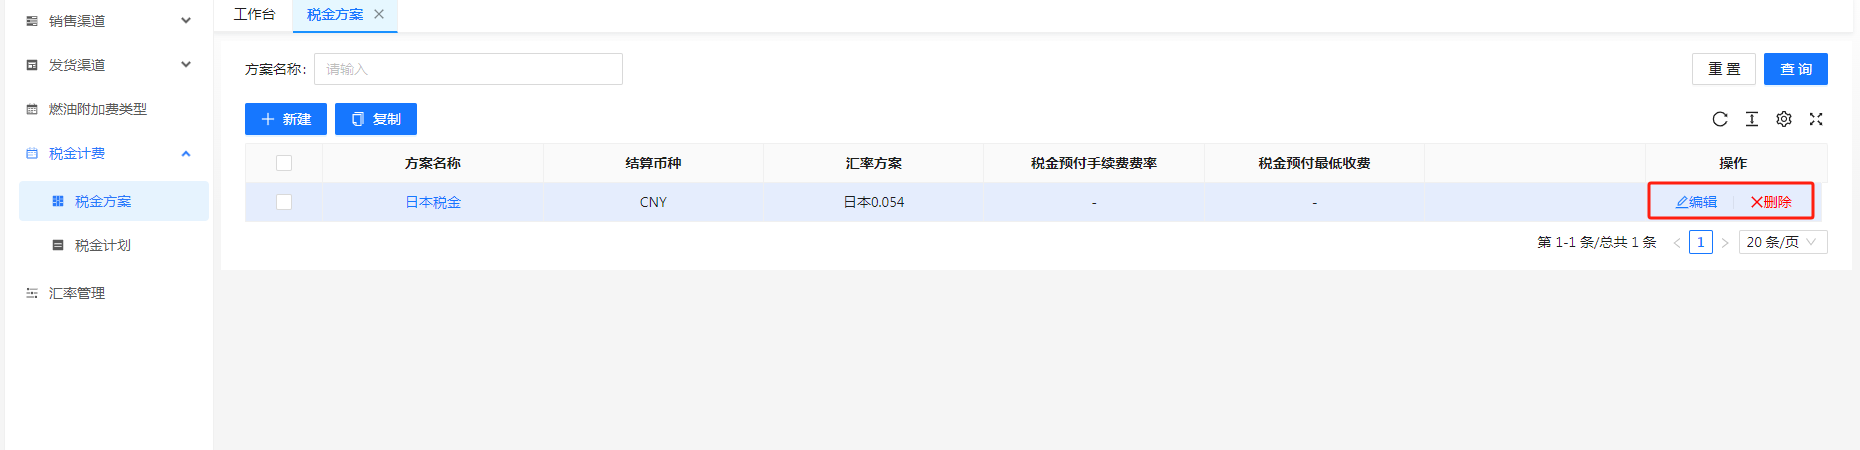 销售渠道
发货渠道
燃油附加费类型
税金计费
税金方案
税金计划
汇率管理
工作台 税金方案
方案名称: 请输入 重 置 查 询
新建 复制
方案名称 结算币种 汇率方案 税金预付手续费费率 税金预付最低收费 操作
日本税金 CNY 日本0.054 - - 编辑 删除
第 1-1 条/总共 1 条 < 1 > 20 条/页